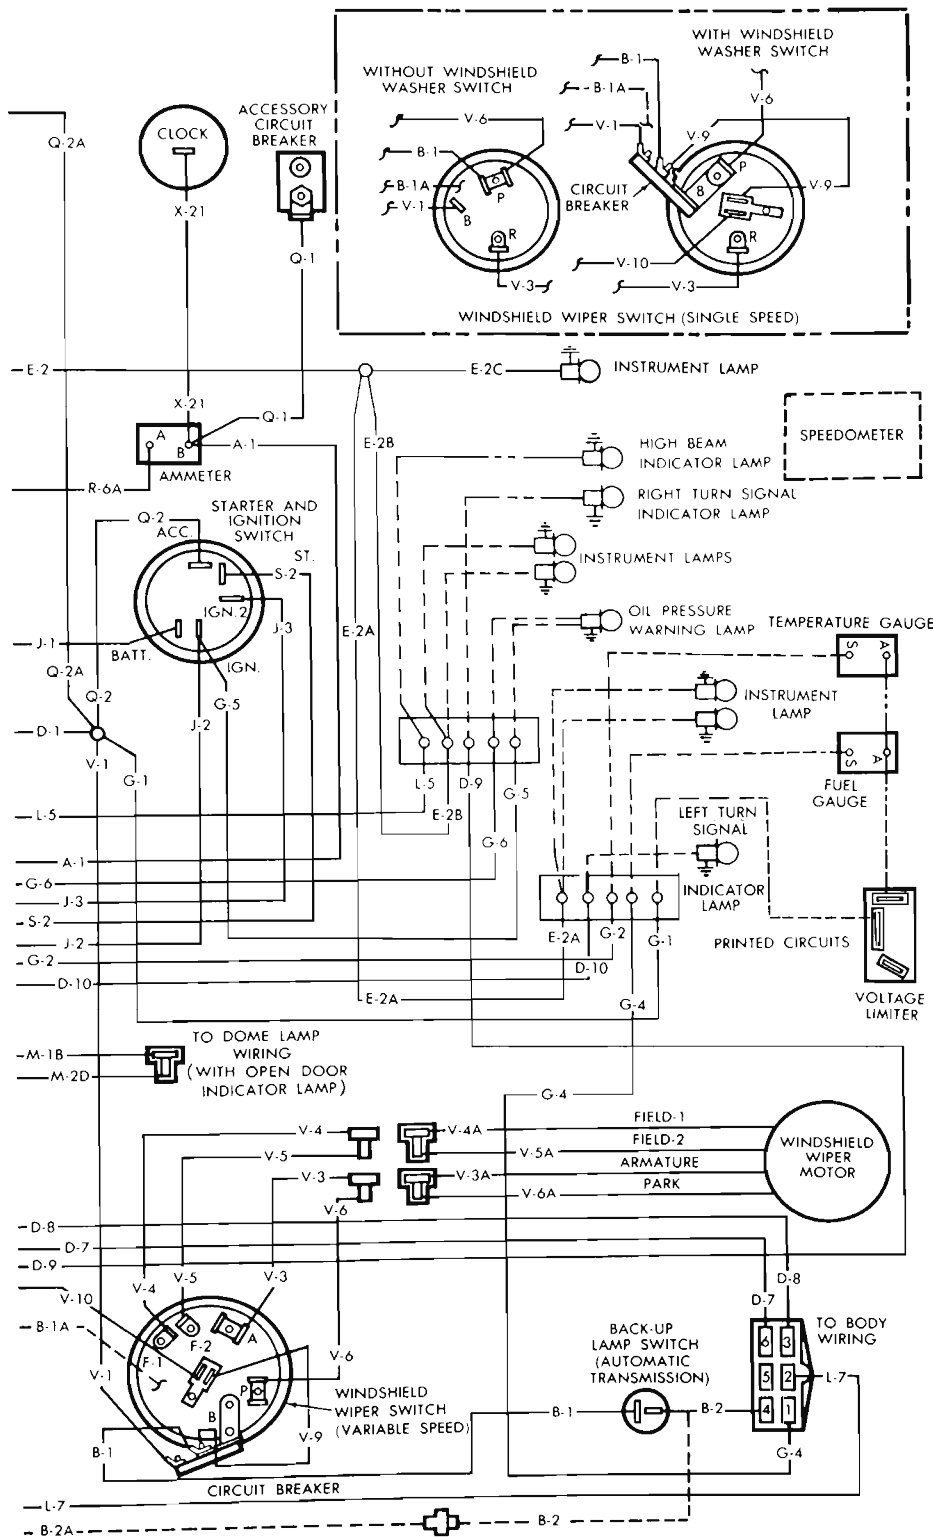 WITH WINDSHIELD
WASHER SWITCH
WITHOUT WINDSHIELD
WASHER SWITCH
B-1
B-1A
V-6
V-6
V-1
V-9
B-1
P
B
V-9
B-1A
P
V-1
B
CIRCUIT
BREAKER
R
R
V-10
V-3
V-3
WINDSHIELD WIPER SWITCH (SINGLE SPEED)
ACCESSORY
CIRCUIT
BREAKER
CLOCK
Q-2A
X-21
Q-1
E-2
E-2C
INSTRUMENT LAMP
X-21
Q-1
A
B
A-1
E-2B
AMMETER
R-6A
SPEEDOMETER
HIGH BEAM
INDICATOR LAMP
RIGHT TURN SIGNAL
INDICATOR LAMP
STARTER AND
IGNITION
SWITCH
Q-2
ACC.
ST.
S-2
INSTRUMENT LAMPS
IGN. 2
J-3
E-2A
OIL PRESSURE
WARNING LAMP
TEMPERATURE GAUGE
J-1
BATT.
IGN.
S
A
Q-2A
Q-2
J-2
G-5
INSTRUMENT
LAMP
D-1
V-1
G-1
S
A
FUEL
GAUGE
L-5
D-9
G-5
L-5
E-2B
G-6
LEFT TURN
SIGNAL
INDICATOR
LAMP
A-1
G-6
J-3
S-2
J-2
G-2
D-10
E-2A
G-2
G-1
D-10
E-2A
G-4
PRINTED CIRCUITS
VOLTAGE
LIMITER
TO DOME LAMP
WIRING
(WITH OPEN DOOR
INDICATOR LAMP)
M-1B
M-2D
G-4
V-4
V-4A
FIELD-1
V-5
V-5A
FIELD-2
V-3
V-3A
ARMATURE
V-6
V-6A
PARK
WINDSHIELD
WIPER
MOTOR
D-8
D-7
D-9
V-4
V-5
V-3
V-10
B-1A
F-1
F-2
A
V-6
P
B
V-1
V-9
B-1
WINDSHIELD
WIPER SWITCH
(VARIABLE SPEED)
CIRCUIT BREAKER
BACK-UP
LAMP SWITCH
(AUTOMATIC
TRANSMISSION)
B-1
B-2
D-7
D-8
TO BODY
WIRING
6
3
5
2
4
1
L-7
G-4
L-7
B-2A
B-2